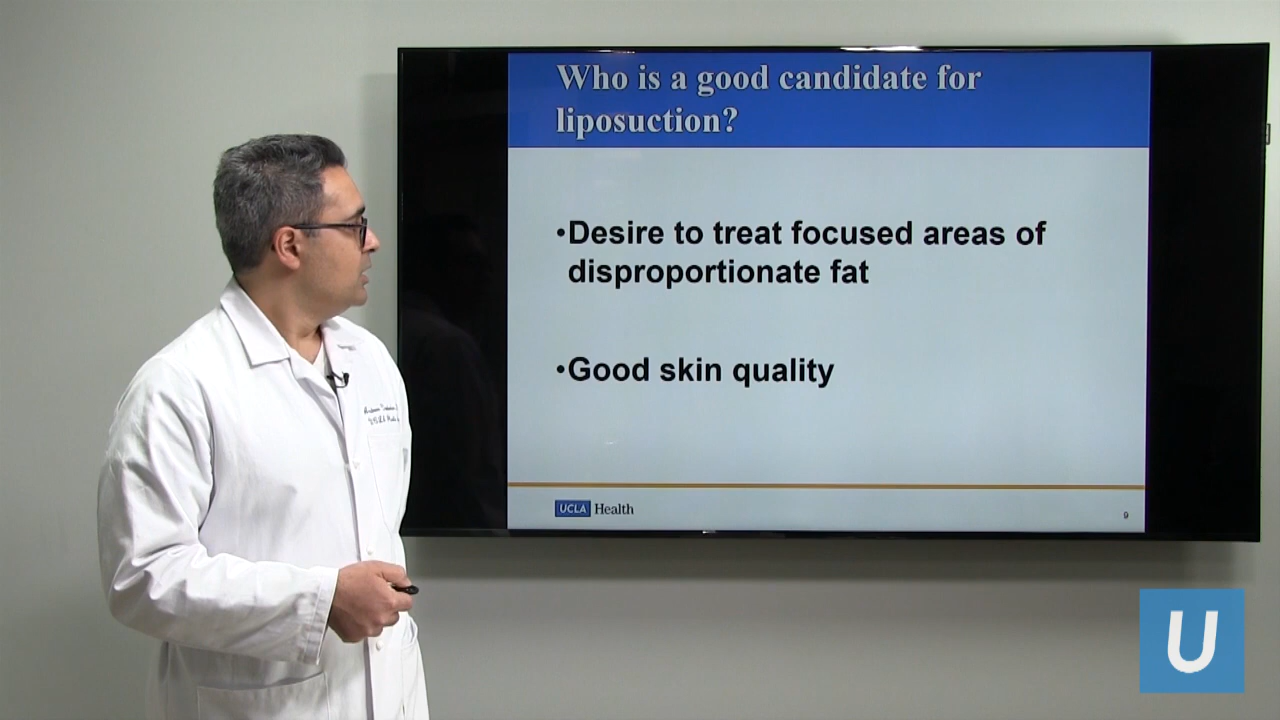 Who is a good candidate for
liposuction?
•Desire to treat focused areas of
disproportionate fat
•Good skin quality
UCLA Health
9
U